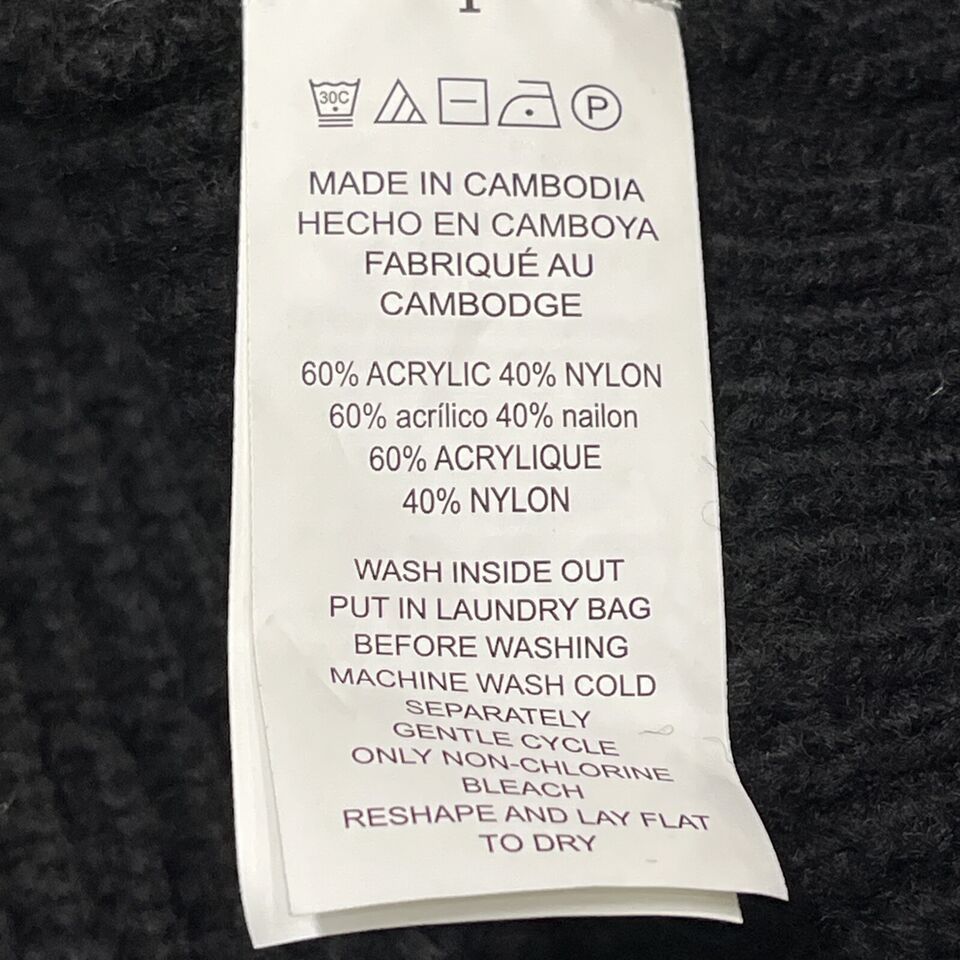 30C P
MADE IN CAMBODIA
HECHO EN CAMBOYA
FABRIQUÉ AU
CAMBODGE
60% ACRYLIC 40% NYLON
60% acrílico 40% nailon
60% ACRYLIQUE
40% NYLON
WASH INSIDE OUT
PUT IN LAUNDRY BAG
BEFORE WASHING
MACHINE WASH COLD
SEPARATELY
GENTLE CYCLE
ONLY NON-CHLORINE
BLEACH
RESHAPE AND LAY FLAT
TO DRY